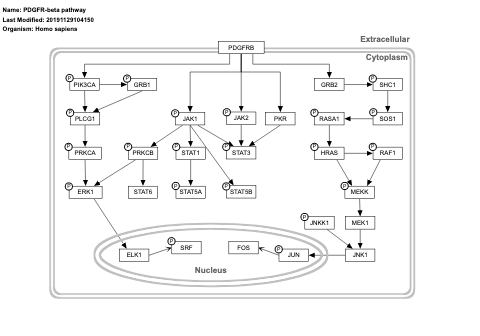 Name: PDGFR-beta pathway
Last Modified: 20191129104150
Organism: Homo sapiens
Extracellular
PDGFRB
Cytoplasm
P PIK3CA P GRB1 GRB2 P SHC1
P PLCG1 P JAK1 P JAK2 PKR P RASA1 P SOS1
P PRKCA P PRKCB P STAT1 P STAT3 P HRAS P RAF1
P ERK1 STAT6 P STAT5A P STAT5B P MEKK
P JNKK1 MEK1
ELK1 P SRF FOS P JUN JNK1
Nucleus